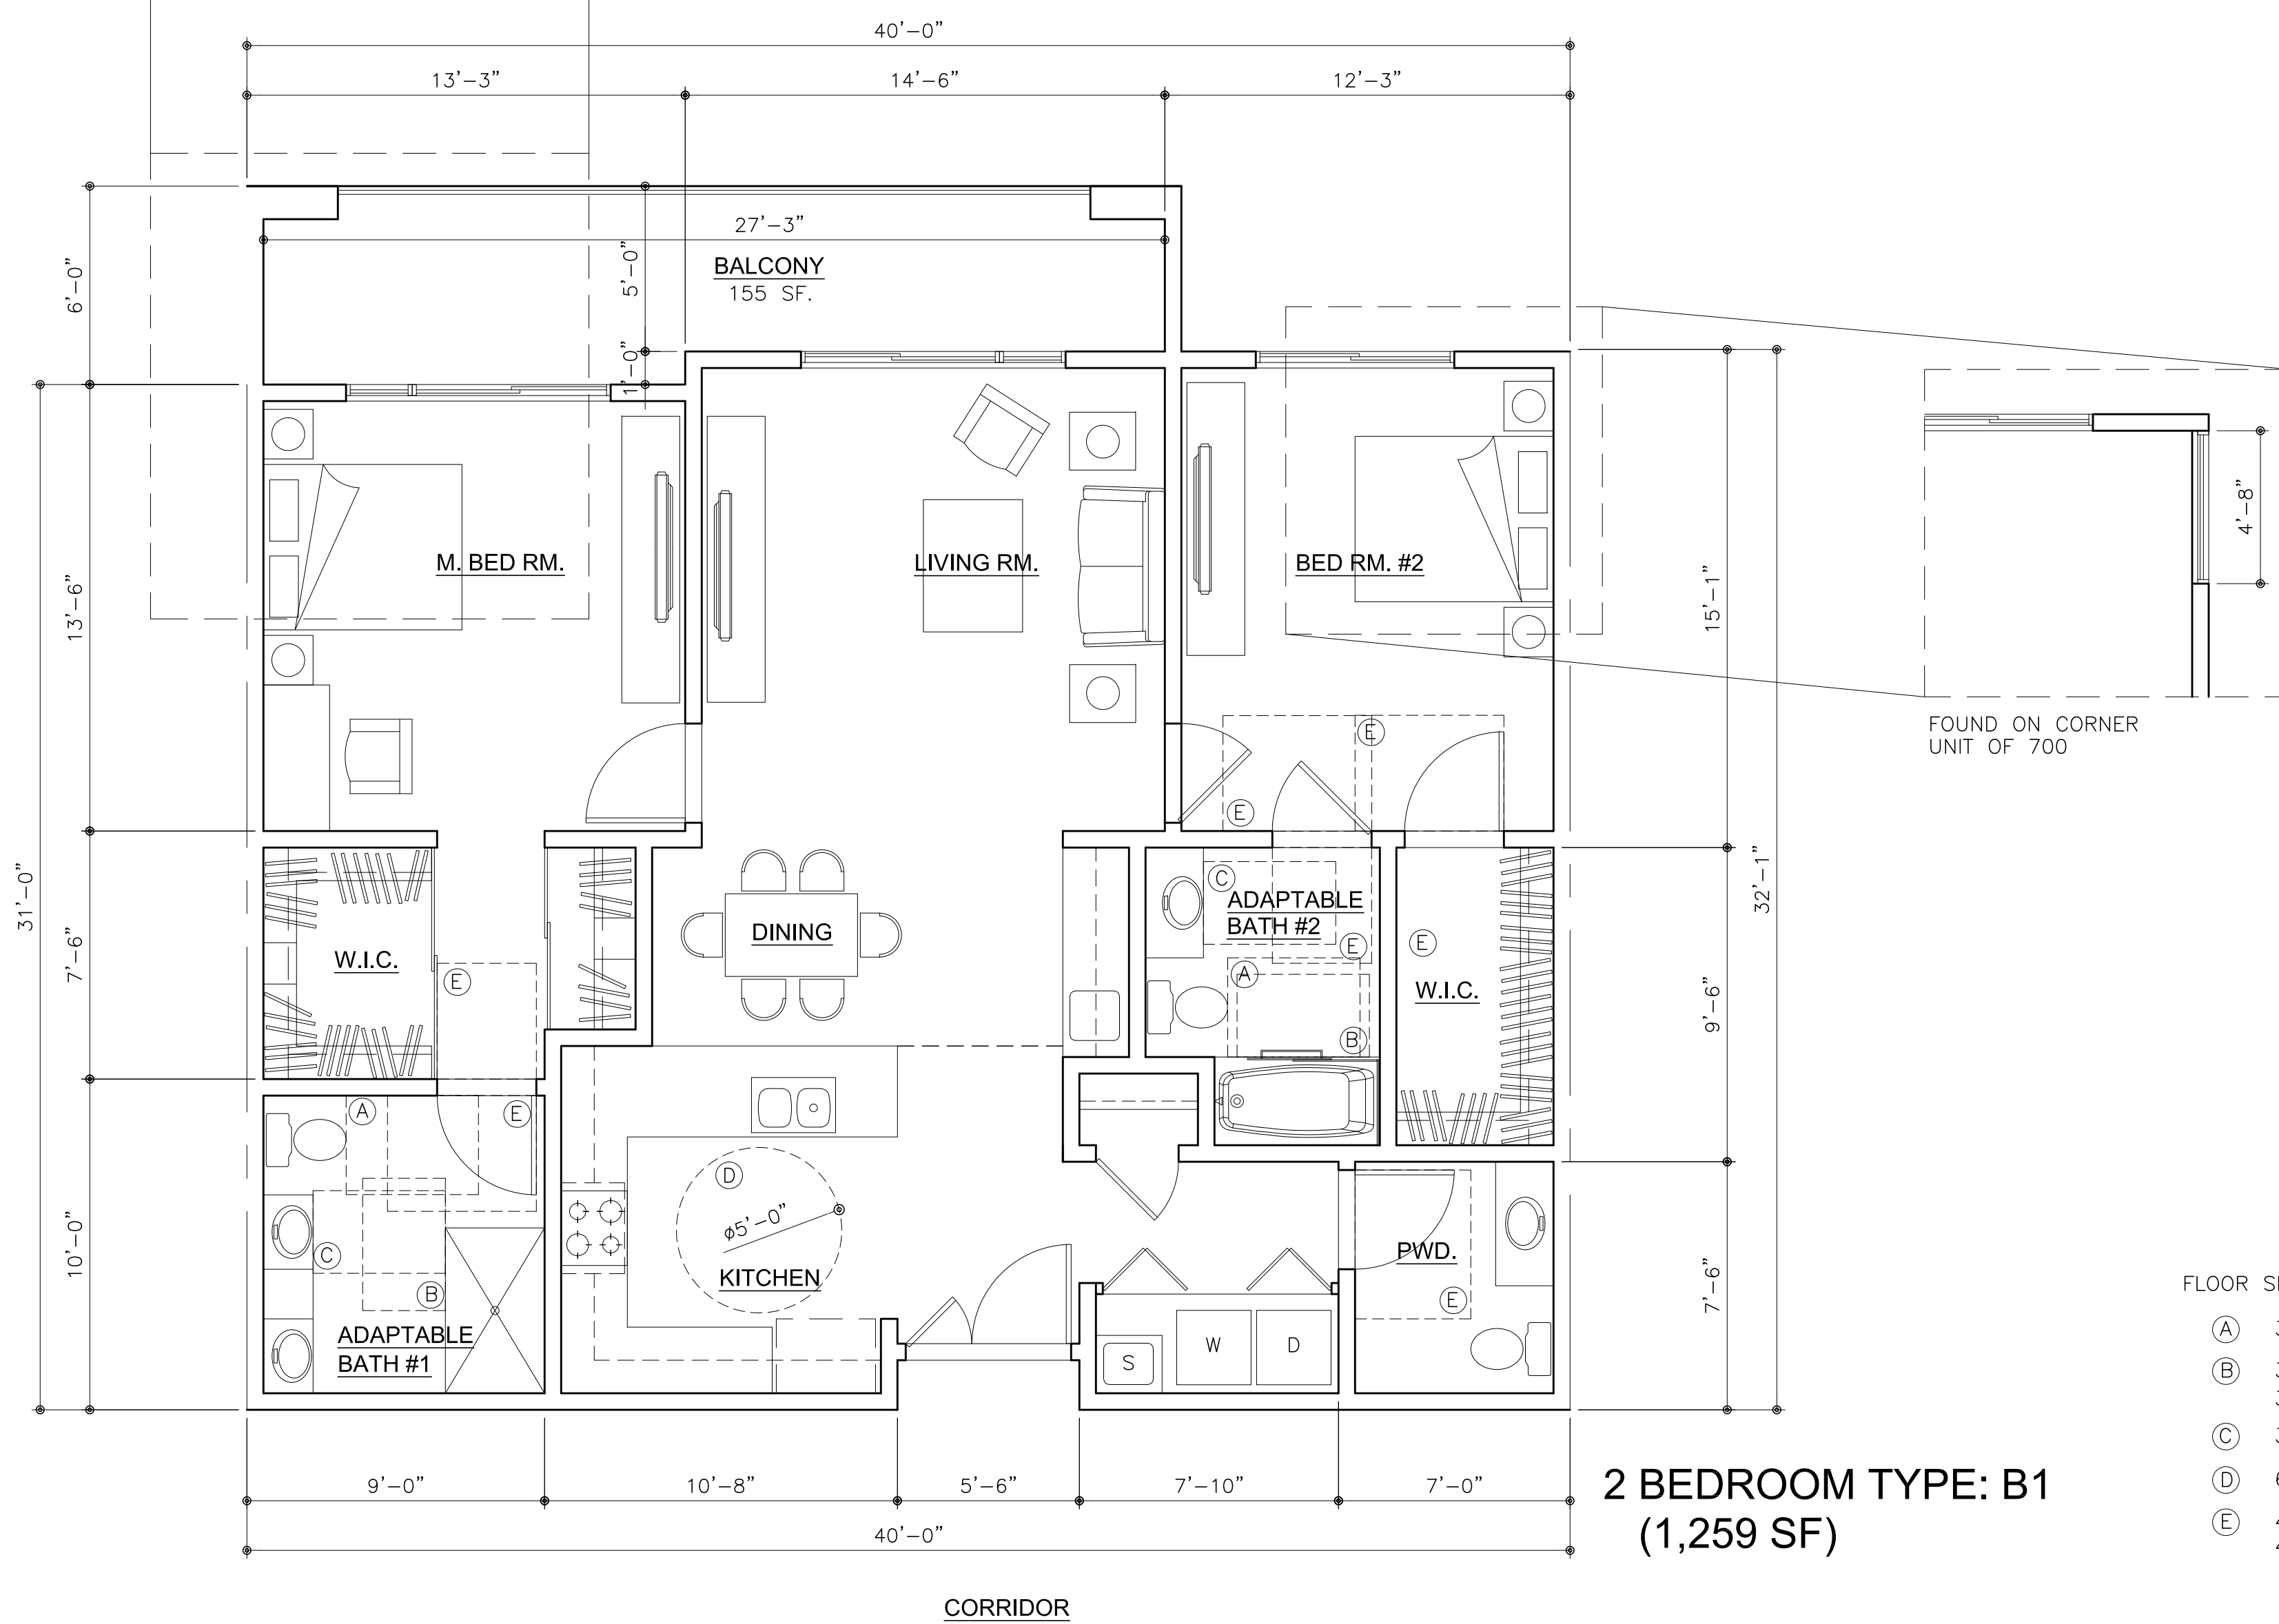 40'-0"
13'-3"
14'-6"
12'-3"
27'-3"
6'-0"
5'-0"
BALCONY
155 SF.
1'-0"
4'-8"
M. BED RM.
LIVING RM.
BED RM. #2
13'-6"
15'-1"
E
FOUND ON CORNER
UNIT OF 700
E
31'-0"
32'-1"
C
ADAPTABLE
BATH #2
DINING
7'-6"
W.I.C.
E
E
E
A
W.I.C.
9'-6"
B
A
E
D
ø5'-0"
10'-0"
C
B
KITCHEN
PWD.
E
7'-6"
ADAPTABLE
BATH #1
S
W
D
FLOOR
A
B
C
D
E
9'-0"
10'-8"
5'-6"
7'-10"
7'-0"
2 BEDROOM TYPE: B1
(1,259 SF)
40'-0"
CORRIDOR